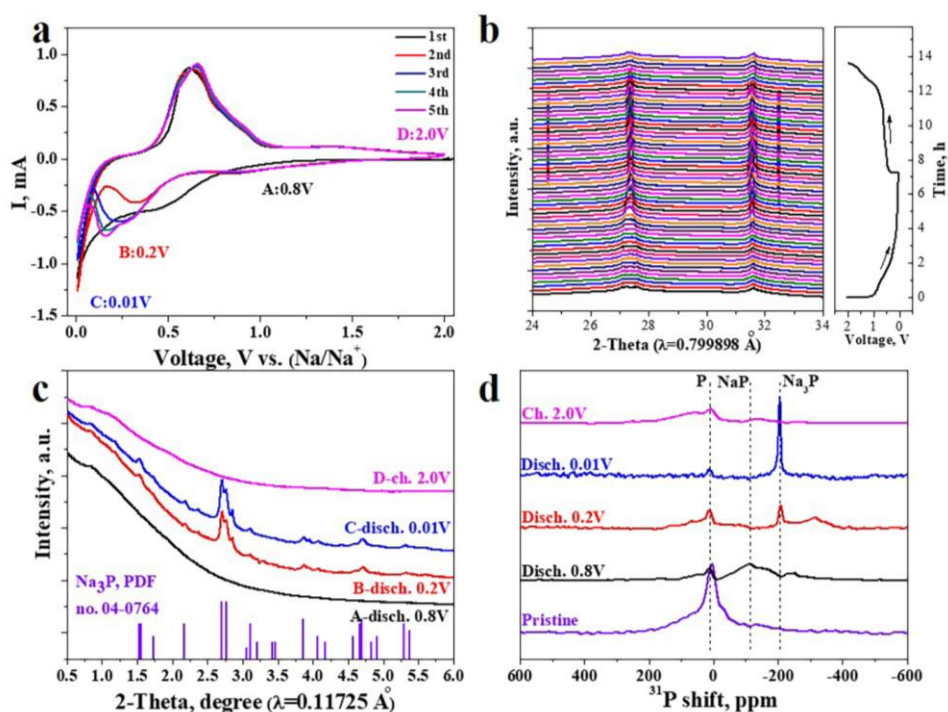 a
1.0
0.5
0.0
-0.5
-1.0
-1.5
I, mA
1st
2nd
3rd
4th
5th
D:2.0V
A:0.8V
B:0.2V
C:0.01V
0.0 0.5 1.0 1.5 2.0
Voltage, V vs. (Na/Na⁺)
b
Intensity, a.u.
24 26 28 30 32 34
2-Theta (λ=0.799898 Å)
14
12
10
8
6
4
2
0
Time, h
2 1 0
Voltage, V
c
Intensity, a.u.
D-ch. 2.0V
C-disch. 0.01V
Na₃P, PDF
B-disch. 0.2V
no. 04-0764
A-disch. 0.8V
0.5 1.0 1.5 2.0 2.5 3.0 3.5 4.0 4.5 5.0 5.5 6.0
2-Theta, degree (λ=0.11725 Å)
d
P NaP Na₃P
Ch. 2.0V
Disch. 0.01V
Disch. 0.2V
Disch. 0.8V
Pristine
600 400 200 0 -200 -400 -600
³¹P shift, ppm